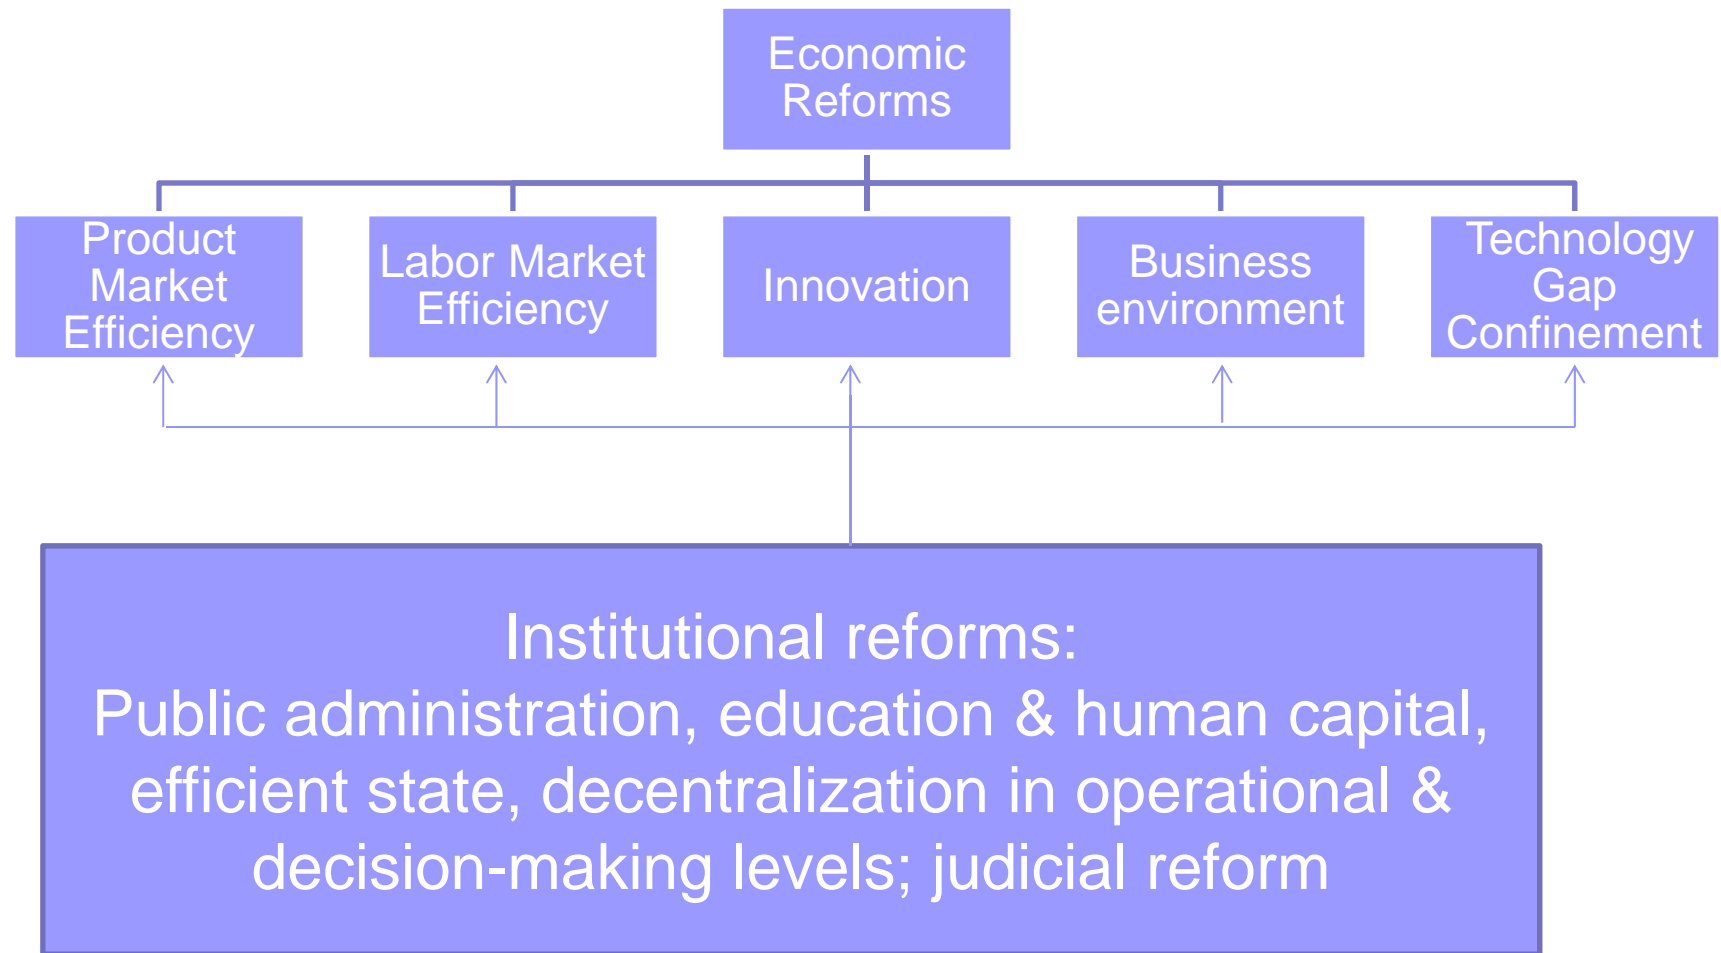 Economic
Reforms
Product
Market
Efficiency
Labor Market
Efficiency
Innovation
Business
environment
Technology
Gap
Confinement
Institutional reforms:
Public administration, education & human capital,
efficient state, decentralization in operational &
decision-making levels; judicial reform